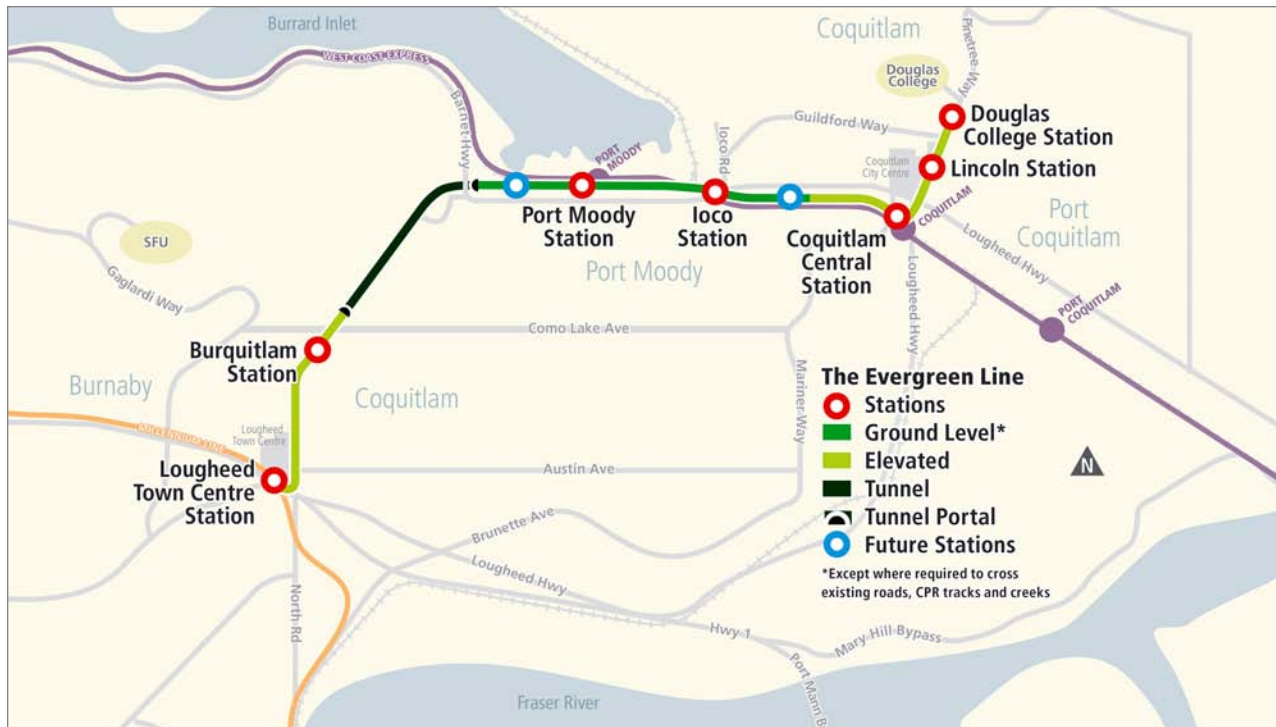 Burrard Inlet
Coquitlam
WEST COAST EXPRESS
Pinetree Way
Douglas
College
Barnet Hwy
Douglas
College Station
Guildford Way
Ioco Rd
PORT
MOODY
Coquitlam
City Centre
Lincoln Station
Port Moody
Station
Ioco
Station
Coquitlam
Central
Station
COQUITLAM
Port
Coquitlam
SFU
Port Moody
Lougheed Hwy
Gaglardi Way
Lougheed Hwy
PORT
COQUITLAM
Como Lake Ave
Burquitlam
Station
Burnaby
Coquitlam
Mariner Way
The Evergreen Line
Stations
Ground Level*
Elevated
Tunnel
Tunnel Portal
Future Stations
*Except where required to cross
existing roads, CPR tracks and creeks
N
MILLENNIUM LINE
Lougheed
Town Centre
Lougheed
Town Centre
Station
Austin Ave
Brunette Ave
Lougheed Hwy
North Rd
Hwy 1
Mary Hill Bypass
Port Mann B
Fraser River